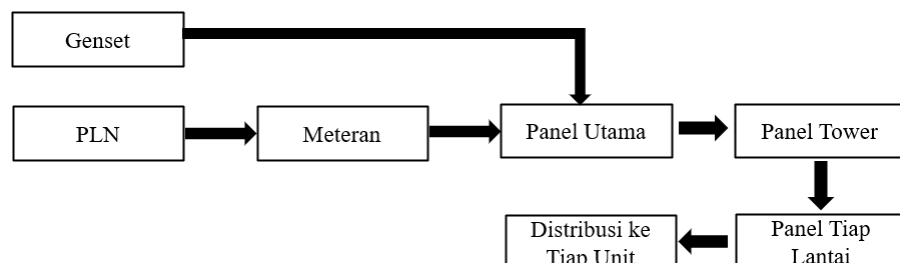 Genset
PLN
Meteran
Panel Utama
Panel Tower
Distribusi ke
Tiap Unit
Panel Tiap
Lantai